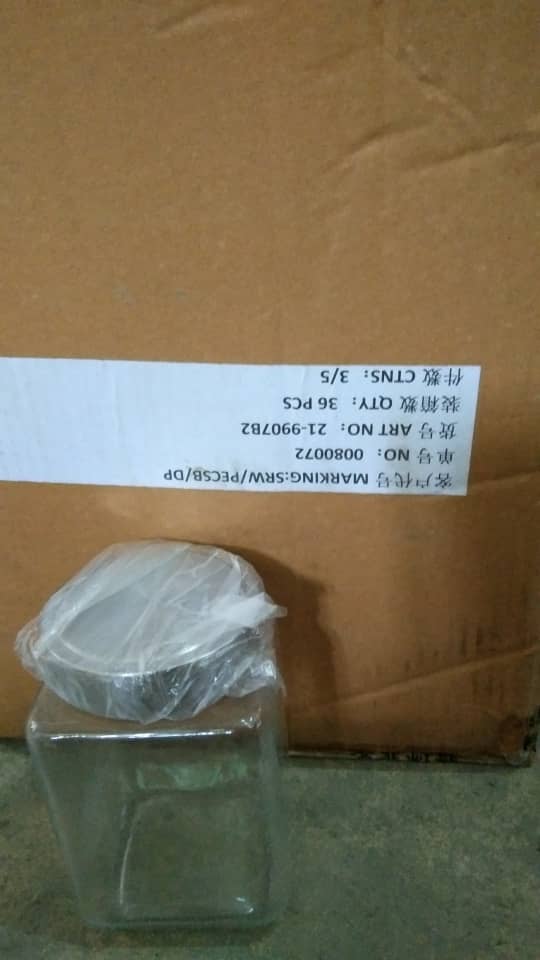 客户代号 MARKING:SRW/PECSB/DP
单号 NO: 0080072
货号 ART NO: 21-9907B2
装箱数 QTY: 36 PCS
件数 CTNS: 3/5